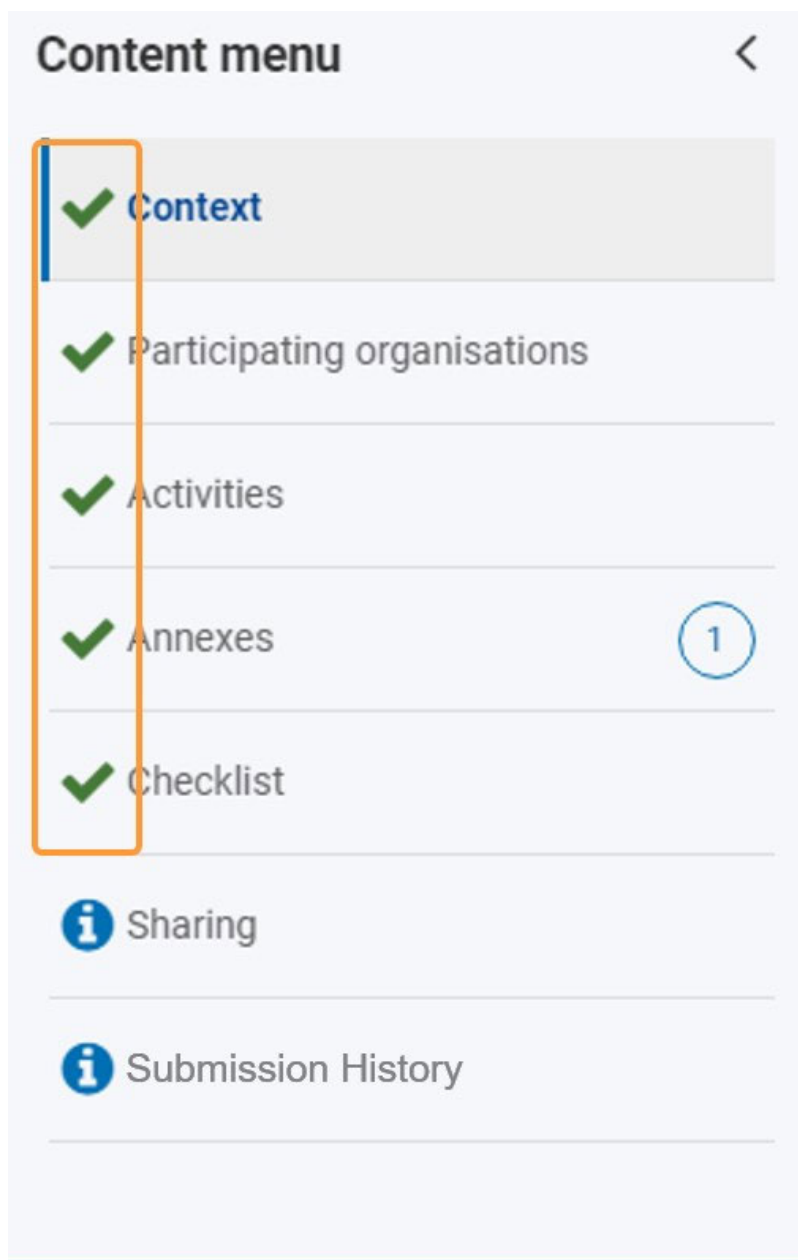 Content menu
Context
Participating organisations
Activities
Annexes
1
Checklist
Sharing
Submission History